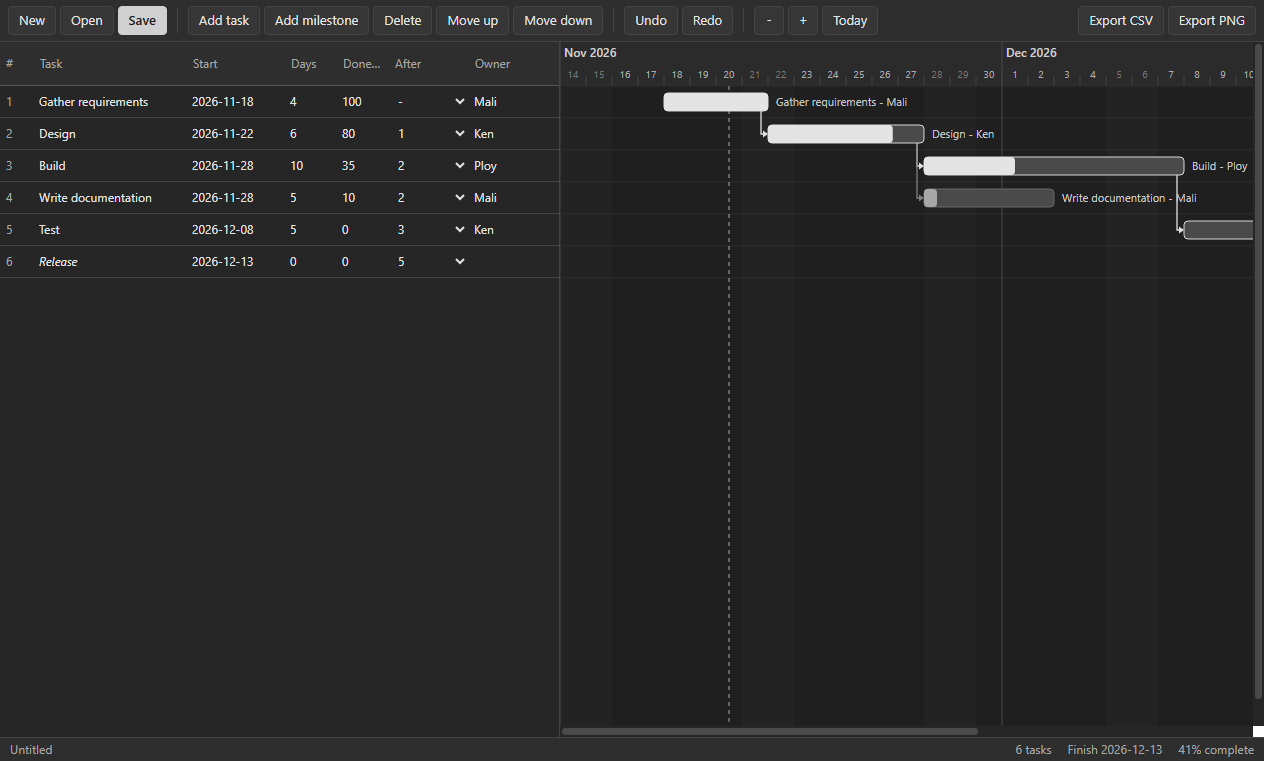 New Open Save Add task Add milestone Delete Move up Move down Undo Redo - + Today Export CSV Export PNG
# Task Start Days Done... After Owner
Nov 2026 Dec 2026
14 15 16 17 18 19 20 21 22 23 24 25 26 27 28 29 30 1 2 3 4 5 6 7 8 9 10
1 Gather requirements 2026-11-18 4 100 - Mali Gather requirements - Mali
2 Design 2026-11-22 6 80 1 Ken Design - Ken
3 Build 2026-11-28 10 35 2 Ploy Build - Ploy
4 Write documentation 2026-11-28 5 10 2 Mali Write documentation - Mali
5 Test 2026-12-08 5 0 3 Ken
6 Release 2026-12-13 0 0 5
Untitled 6 tasks Finish 2026-12-13 41% complete